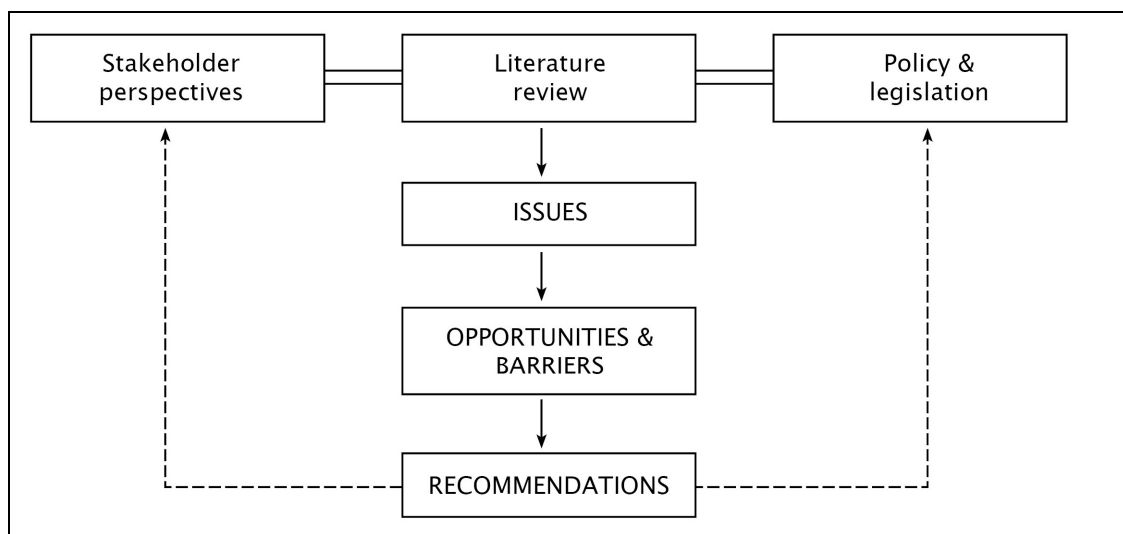 Stakeholder
perspectives
Literature
review
Policy &
legislation
ISSUES
OPPORTUNITIES &
BARRIERS
RECOMMENDATIONS